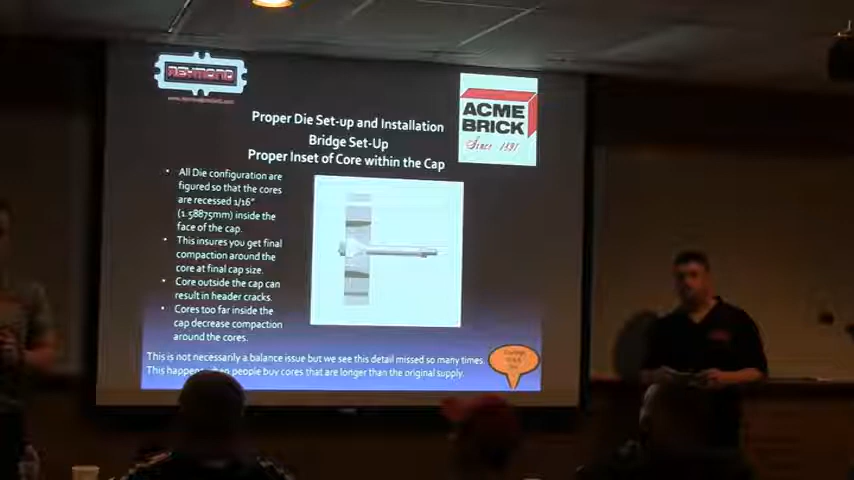 ACME
BRICK
Since 1891
Proper Die Set-up and Installation
Bridge Set-Up
Proper Inset of Core within the Cap
• All Die configuration are
figured so that the cores
are recessed 1/16"
(1.58875mm) inside the
face of the cap.
• This insures you get final
compaction around the
core at final cap size.
• Core outside the cap can
result in header cracks.
• Cores too far inside the
cap decrease compaction
around the cores.
This is not necessarily a balance issue but we see this detail missed so many times.
This happens when people buy cores that are longer than the original supply.